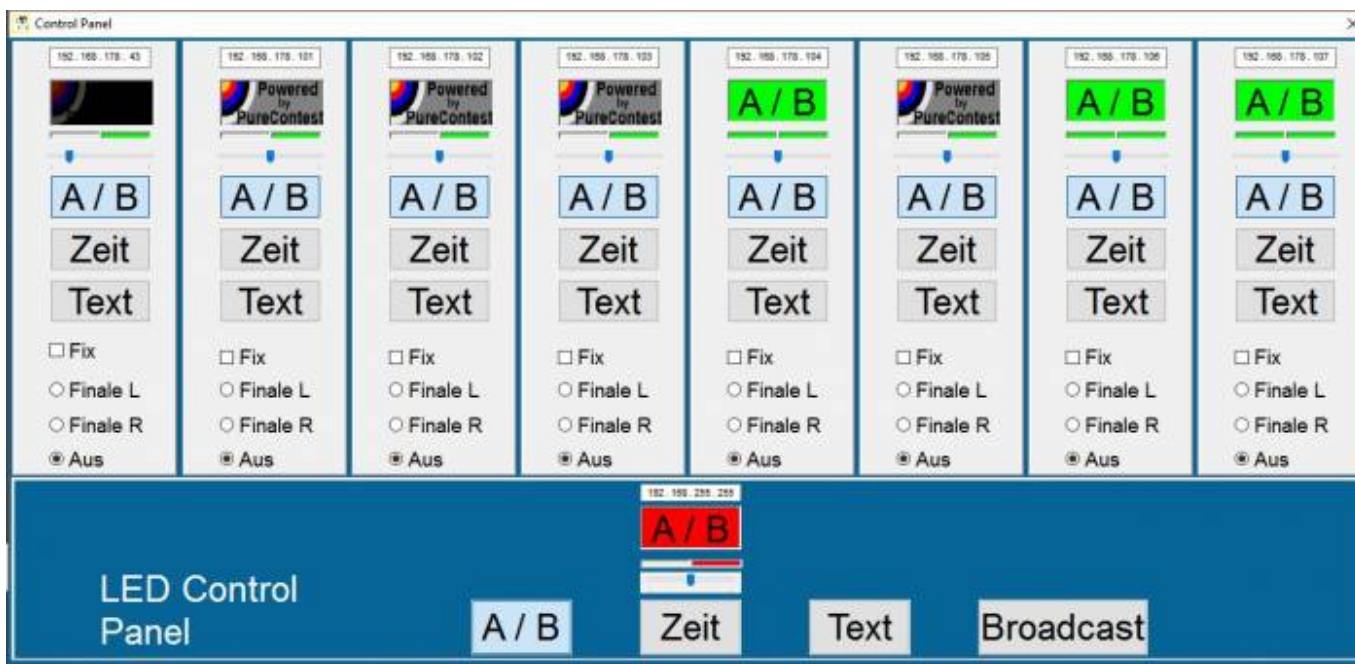 Control Panel
192 . 168 . 178 . 43
192 . 168 . 178 . 101
192 . 168 . 178 . 102
192 . 168 . 178 . 103
192 . 168 . 178 . 104
192 . 168 . 178 . 105
192 . 168 . 178 . 106
192 . 168 . 178 . 107
Powered
by
PureContest
Powered
by
PureContest
Powered
by
PureContest
A / B
Powered
by
PureContest
A / B
A / B
A / B
A / B
A / B
A / B
A / B
A / B
A / B
A / B
Zeit
Zeit
Zeit
Zeit
Zeit
Zeit
Zeit
Zeit
Text
Text
Text
Text
Text
Text
Text
Text
Fix
Fix
Fix
Fix
Fix
Fix
Fix
Fix
Finale L
Finale L
Finale L
Finale L
Finale L
Finale L
Finale L
Finale L
Finale R
Finale R
Finale R
Finale R
Finale R
Finale R
Finale R
Finale R
Aus
Aus
Aus
Aus
Aus
Aus
Aus
Aus
192 . 168 . 255 . 255
A / B
LED Control
Panel
A / B
Zeit
Text
Broadcast